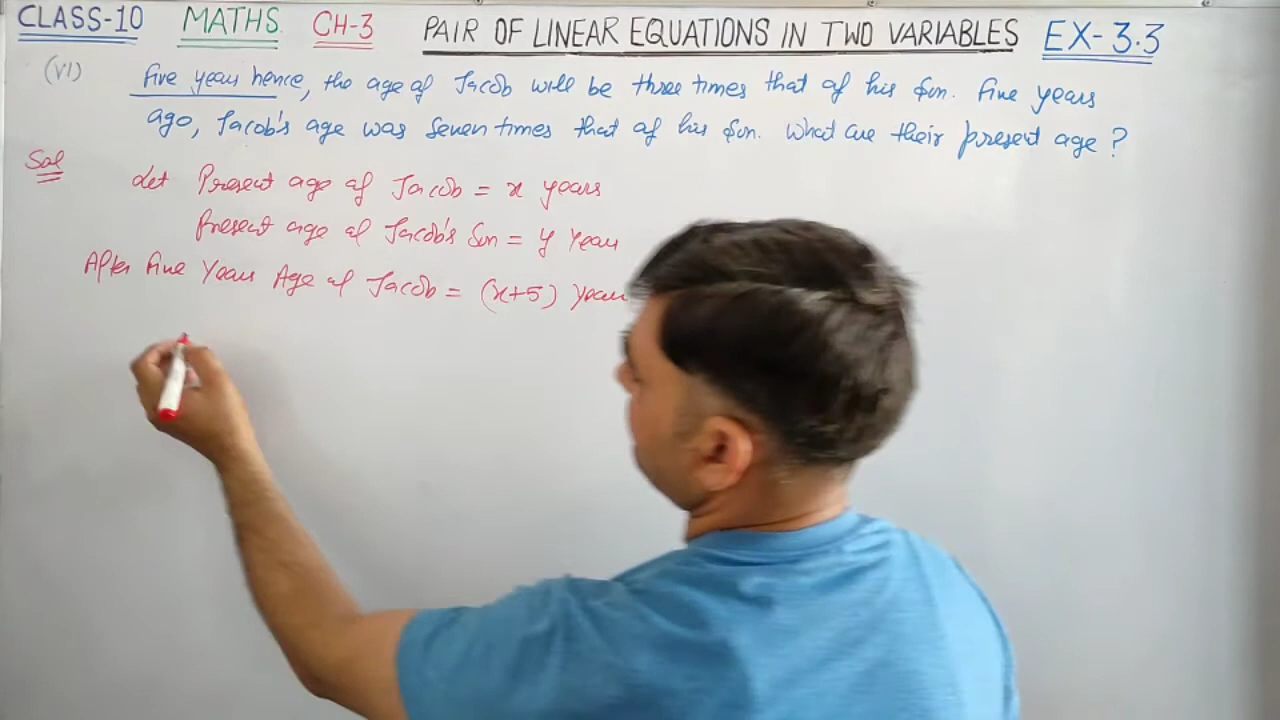 CLASS-10 MATHS. CH-3 PAIR OF LINEAR EQUATIONS IN TWO VARIABLES EX-3.3
(VI) Five years hence, the age of Jacob will be three times that of his son. Five years
ago, Jacob's age was seven times that of his son. What are their present age ?
Sol Let Present age of Jacob = x years
Present age of Jacob's Son = y Years
After Five Years Age of Jacob = (x+5) Years